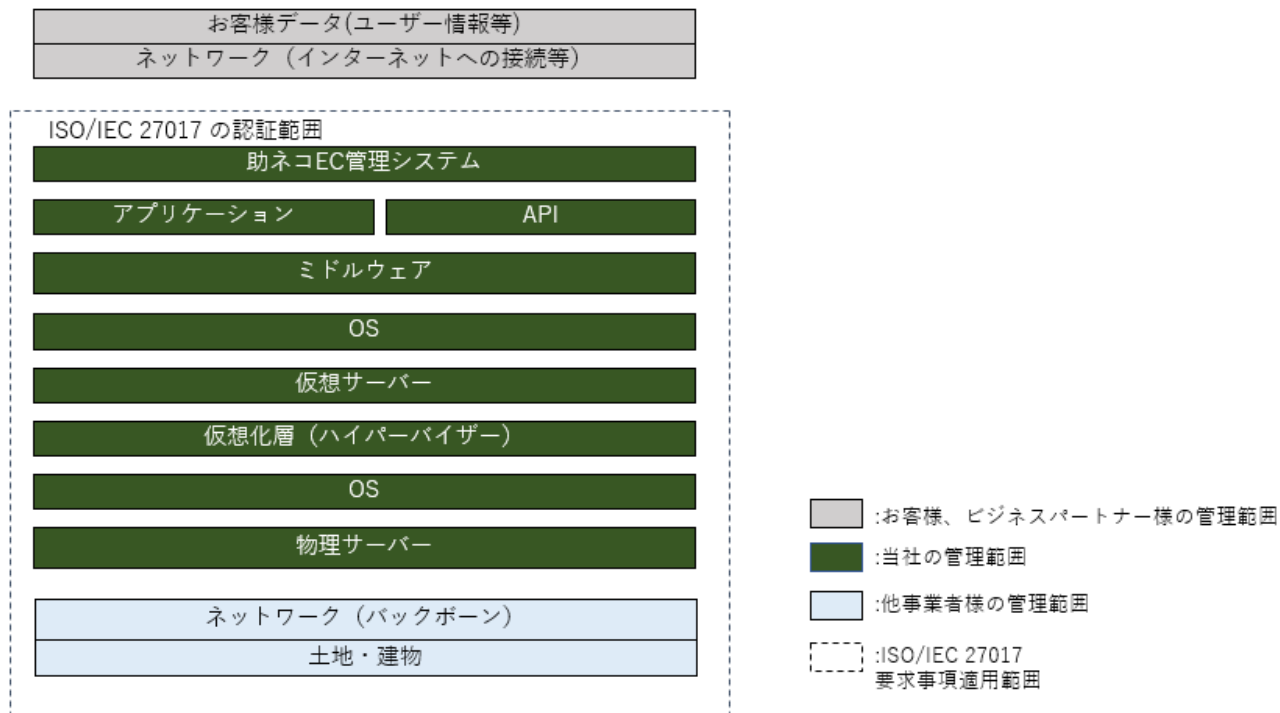 お客様データ(ユーザー情報等)
ネットワーク（インターネットへの接続等）
ISO/IEC 27017 の認証範囲
助ネコEC管理システム
アプリケーション
API
ミドルウェア
OS
仮想サーバー
仮想化層（ハイパーバイザー）
OS
物理サーバー
ネットワーク（バックボーン）
土地・建物
:お客様、ビジネスパートナー様の管理範囲
:当社の管理範囲
:他事業者様の管理範囲
:ISO/IEC 27017
要求事項適用範囲